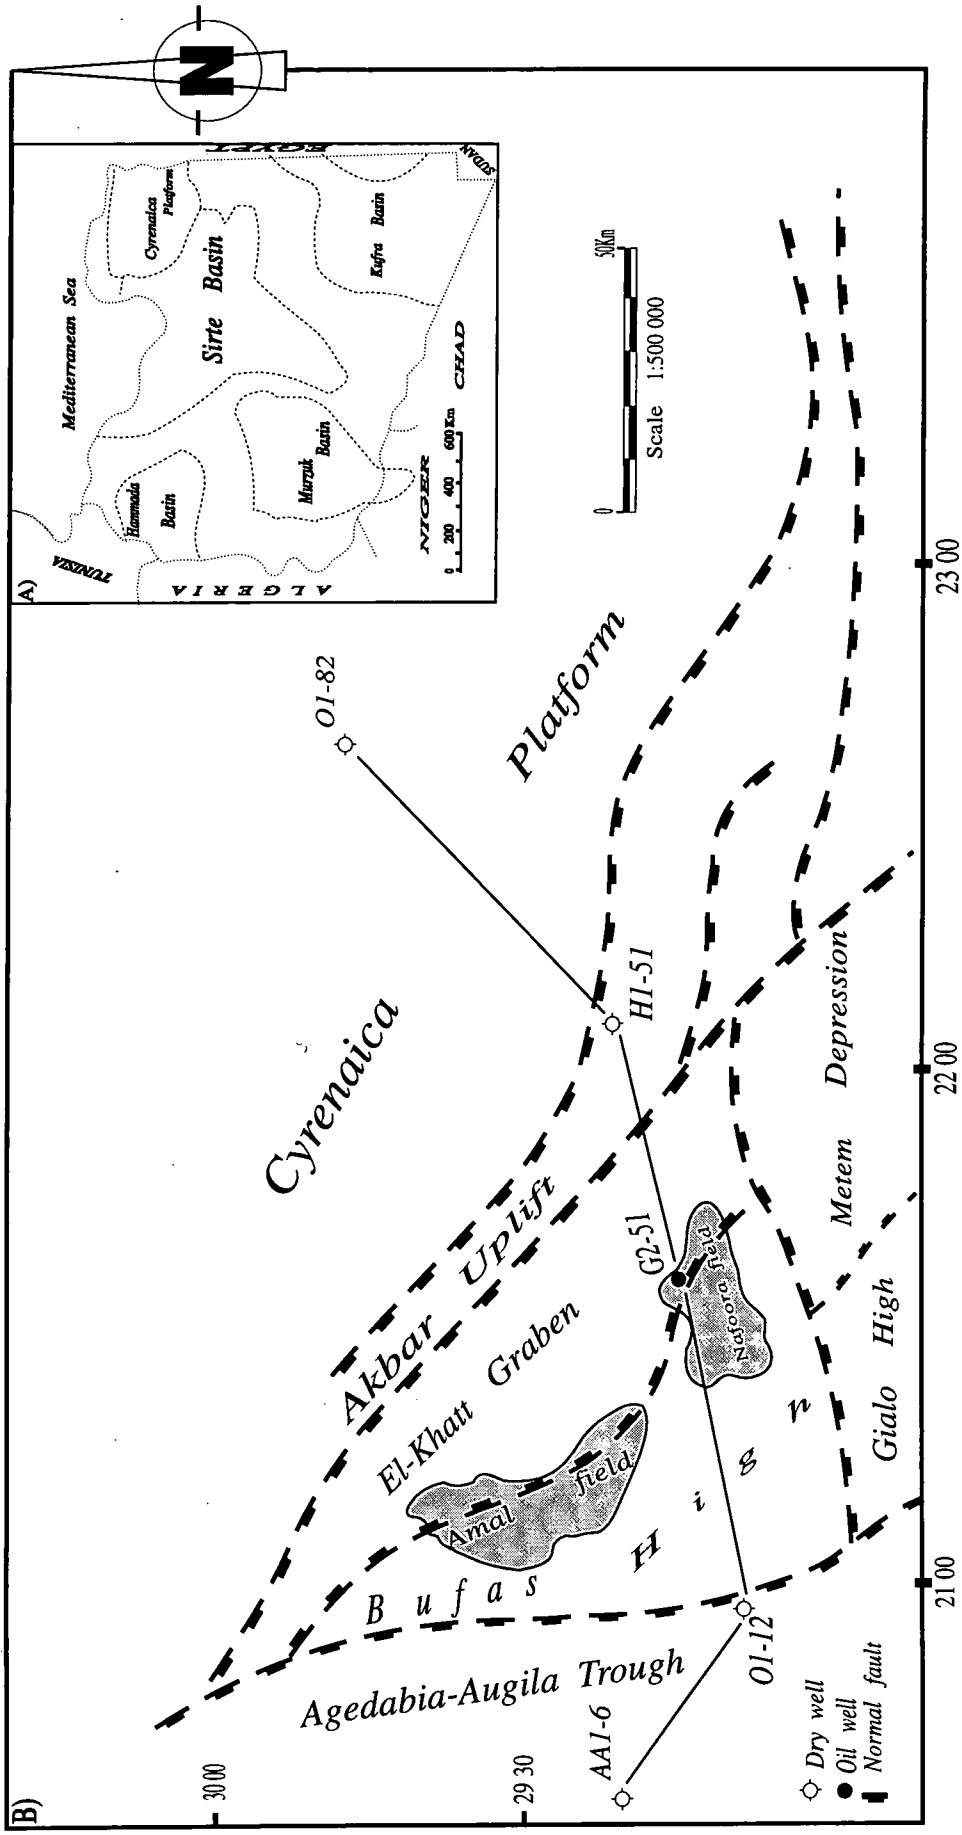 B)
A)
N
TUNISIA
Mediterranean Sea
ALGERIA
Hammada
Basin
Cyrenaica
Platform
EGYPT
Sirte Basin
Murzuk
Basin
Kufra Basin
SUDAN
NIGER
CHAD
0 200 400 600 Km
0 50Km
Scale 1:500 000
O1-82
Cyrenaica
Platform
Akbar Uplift
H1-51
El-Khatt Graben
G2-51
Amal field
Nafoora field
Bufas High
Agedabia-Augila Trough
AA1-6
O1-12
Metem Depression
Gialo High
30 00
29 30
21 00
22 00
23 00
Dry well
Oil well
Normal fault